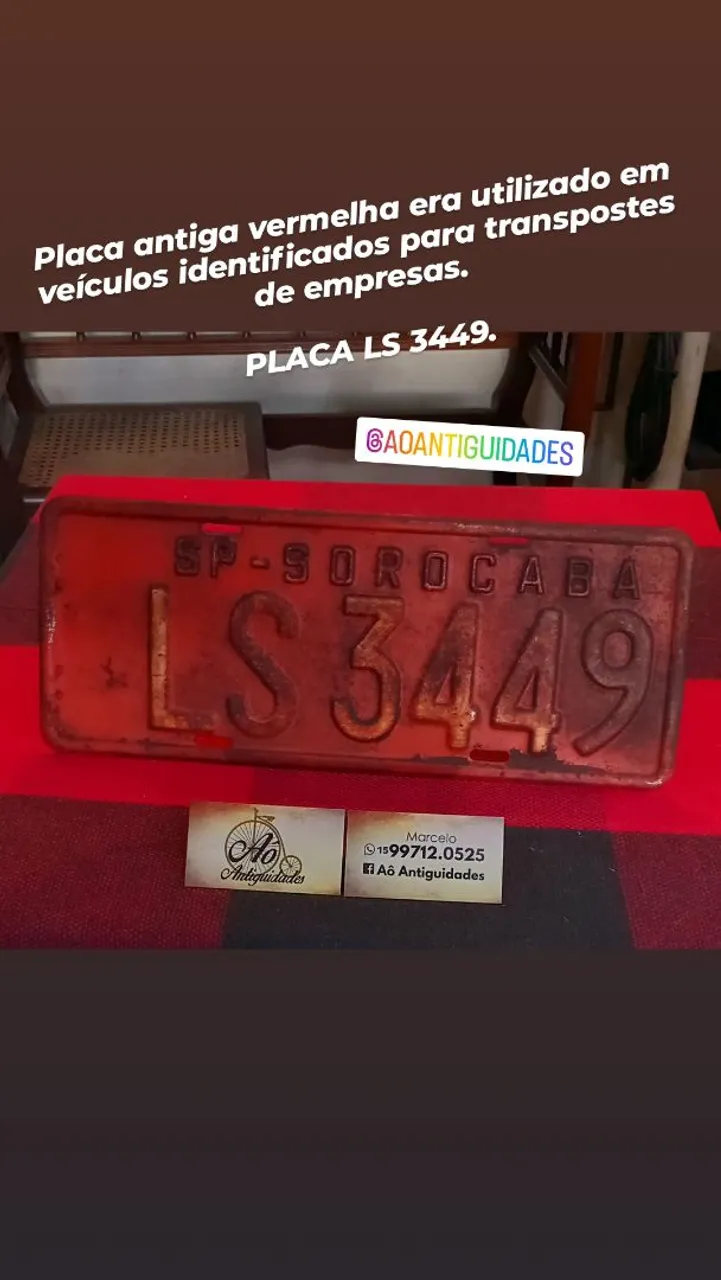 Placa antiga vermelha era utilizado em
veículos identificados para transpostes
de empresas.
PLACA LS 3449.
@AOANTIGUIDADES
SP-SOROCABA
LS 3449
Aô
Antiguidades
Marcelo
15 99712.0525
Aô Antiguidades